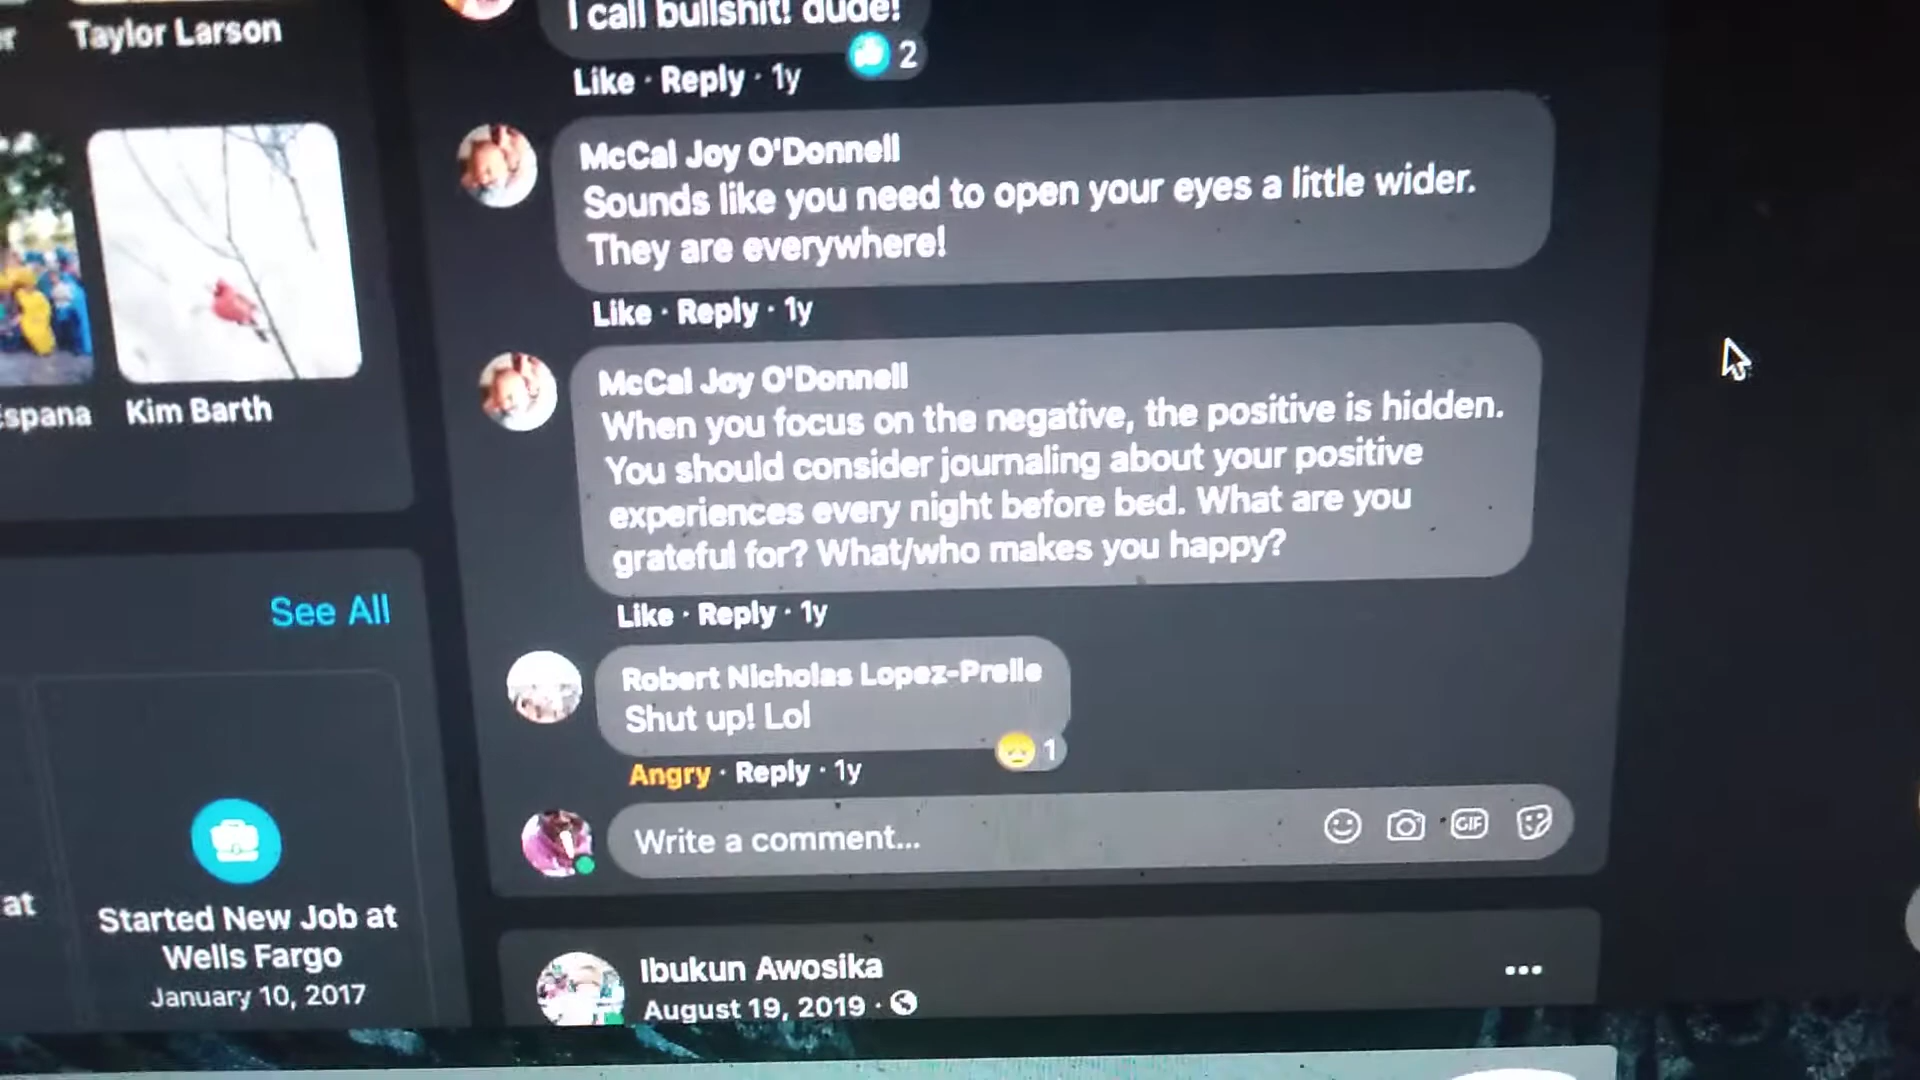 Taylor Larson
Espana
Kim Barth
See All
at
Started New Job at
Wells Fargo
January 10, 2017
I call bullshit! dude!
2
Like · Reply · 1y
McCal Joy O'Donnell
Sounds like you need to open your eyes a little wider.
They are everywhere!
Like · Reply · 1y
McCal Joy O'Donnell
When you focus on the negative, the positive is hidden.
You should consider journaling about your positive
experiences every night before bed. What are you
grateful for? What/who makes you happy?
Like · Reply · 1y
Robert Nicholas Lopez-Prelle
Shut up! Lol
1
Angry · Reply · 1y
Write a comment...
GIF
Ibukun Awosika
August 19, 2019 ·